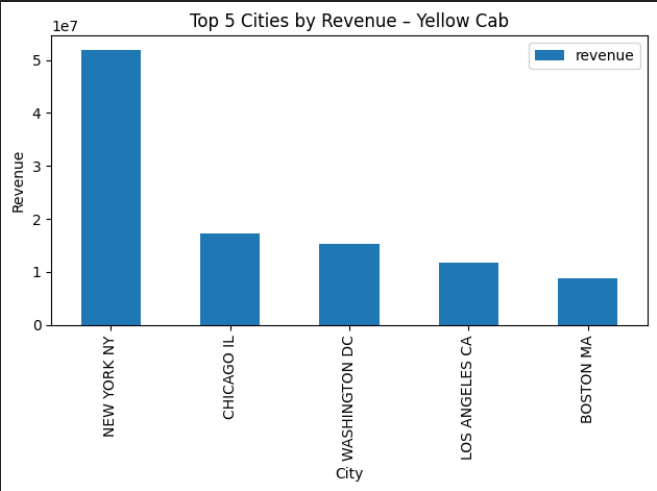 Top 5 Cities by Revenue – Yellow Cab
1e7
revenue
5
4
3
2
1
0
Revenue
NEW YORK NY
CHICAGO IL
WASHINGTON DC
LOS ANGELES CA
BOSTON MA
City